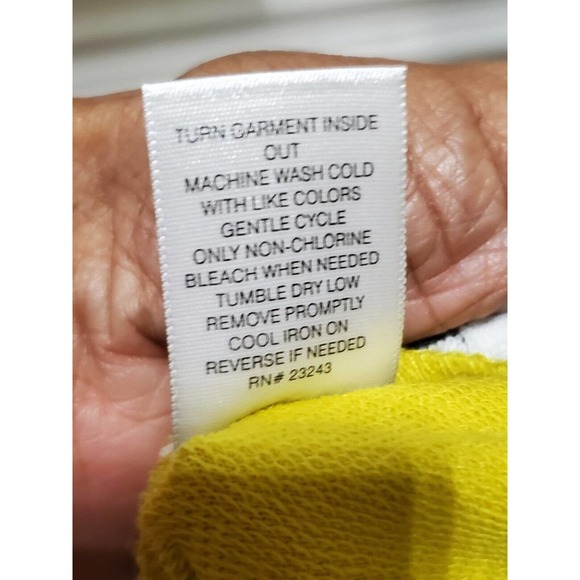 TURN GARMENT INSIDE
OUT
MACHINE WASH COLD
WITH LIKE COLORS
GENTLE CYCLE
ONLY NON-CHLORINE
BLEACH WHEN NEEDED
TUMBLE DRY LOW
REMOVE PROMPTLY
COOL IRON ON
REVERSE IF NEEDED
RN# 23243